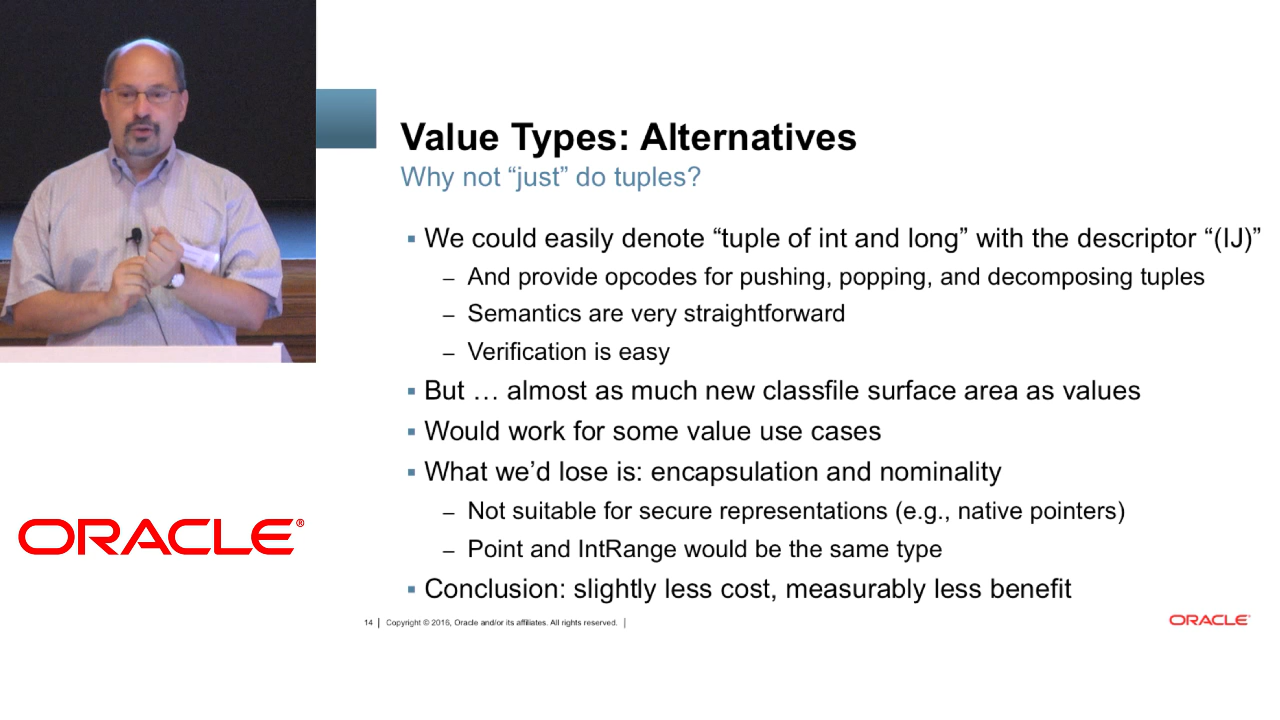 Value Types: Alternatives
Why not “just” do tuples?
▪ We could easily denote “tuple of int and long” with the descriptor “(IJ)”
– And provide opcodes for pushing, popping, and decomposing tuples
– Semantics are very straightforward
– Verification is easy
▪ But … almost as much new classfile surface area as values
▪ Would work for some value use cases
▪ What we’d lose is: encapsulation and nominality
– Not suitable for secure representations (e.g., native pointers)
– Point and IntRange would be the same type
▪ Conclusion: slightly less cost, measurably less benefit
ORACLE®
14 | Copyright © 2016, Oracle and/or its affiliates. All rights reserved. |
ORACLE®